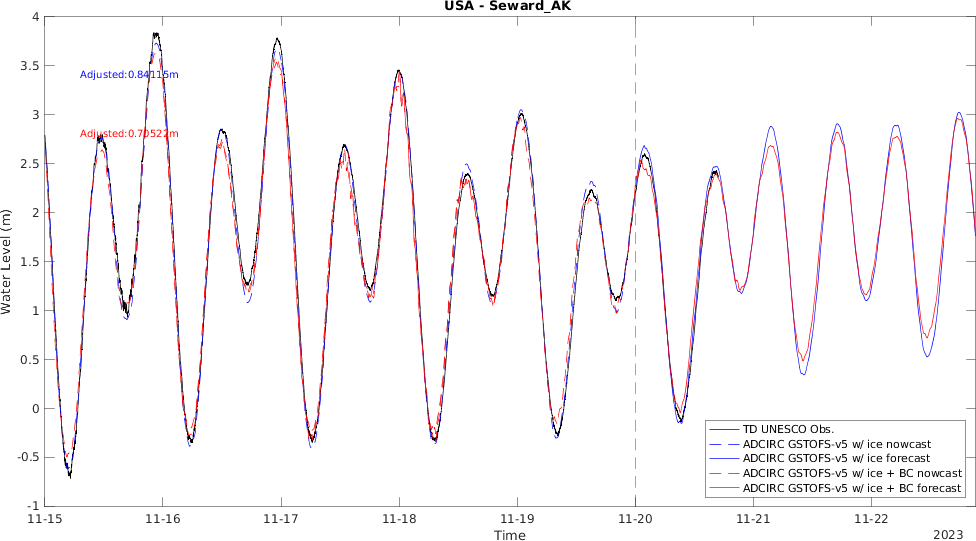 USA - Seward_AK
4
3.5
3
2.5
2
1.5
1
0.5
0
-0.5
-1
Water Level (m)
Adjusted:0.84115m
Adjusted:0.70522m
TD UNESCO Obs.
ADCIRC GSTOFS-v5 w/ ice nowcast
ADCIRC GSTOFS-v5 w/ ice forecast
ADCIRC GSTOFS-v5 w/ ice + BC nowcast
ADCIRC GSTOFS-v5 w/ ice + BC forecast
11-15 11-16 11-17 11-18 11-19 11-20 11-21 11-22
Time
2023